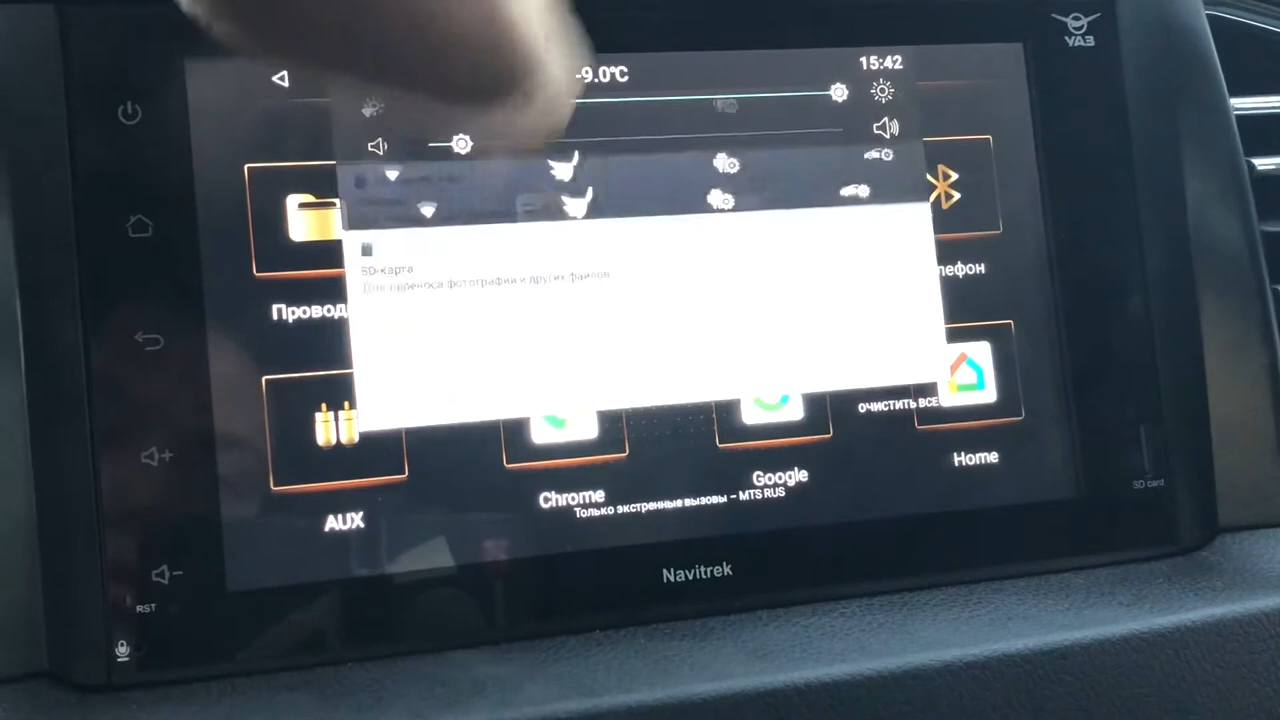 УАЗ
-9.0°C
15:42
SD-карта
Для переноса фотографий и других файлов
Провод
лефон
ОЧИСТИТЬ ВСЕ
Home
Google
Chrome
Только экстренные вызовы – MTS RUS
AUX
SD card
Navitrek
RST